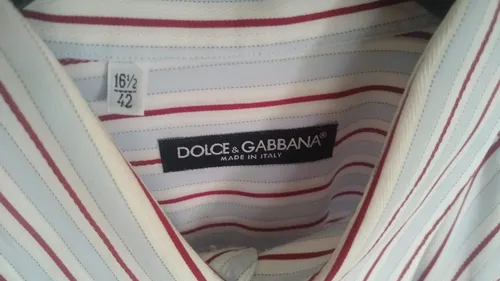 16½
42
DOLCE & GABBANA®
MADE IN ITALY